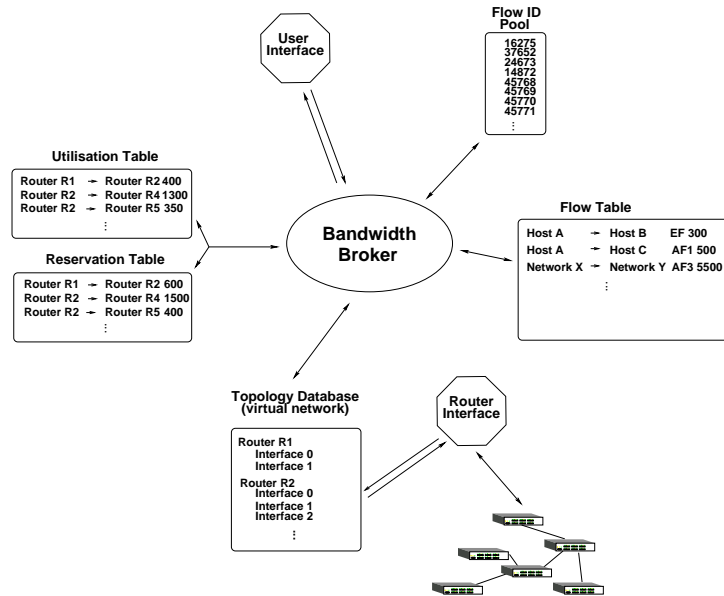 User
Interface
Flow ID
Pool
16275
37652
24673
14872
45768
45769
45770
45771
⋮
Utilisation Table
Router R1 → Router R2 400
Router R2 → Router R4 1300
Router R2 → Router R5 350
⋮
Reservation Table
Router R1 → Router R2 600
Router R2 → Router R4 1500
Router R2 → Router R5 400
⋮
Bandwidth
Broker
Flow Table
Host A → Host B EF 300
Host A → Host C AF1 500
Network X → Network Y AF3 5500
⋮
Topology Database
(virtual network)
Router R1
Interface 0
Interface 1
Router R2
Interface 0
Interface 1
Interface 2
⋮
Router
Interface